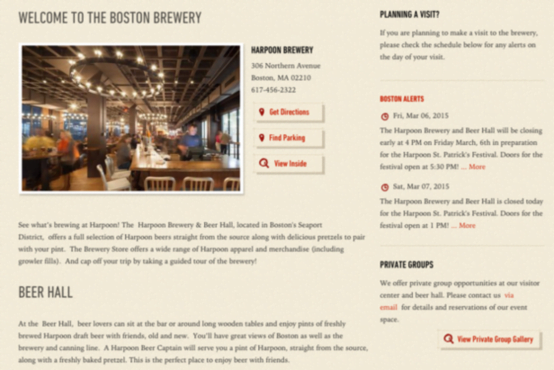 WELCOME TO THE BOSTON BREWERY
HARPOON BREWERY
306 Northern Avenue
Boston, MA 02210
617-456-2322
Get Directions
Find Parking
View Inside
See what's brewing at Harpoon! The Harpoon Brewery & Beer Hall, located in Boston's Seaport
District, offers a full selection of Harpoon beers straight from the source along with delicious pretzels to pair
with your pint. The Brewery Store offers a wide range of Harpoon apparel and merchandise (including
growler fills). And cap off your trip by taking a guided tour of the brewery!
BEER HALL
At the Beer Hall, beer lovers can sit at the bar or around long wooden tables and enjoy pints of freshly
brewed Harpoon draft beer with friends, old and new. You'll have great views of Boston as well as the
brewery and canning line. A Harpoon Beer Captain will serve you a pint of Harpoon, straight from the source,
along with a freshly baked pretzel. This is the perfect place to enjoy beer with friends.
PLANNING A VISIT?
If you are planning to make a visit to the brewery,
please check the schedule below for any alerts on
the day of your visit.
BOSTON ALERTS
Fri, Mar 06, 2015
The Harpoon Brewery and Beer Hall will be closing
early at 4 PM on Friday March, 6th in preparation
for the Harpoon St. Patrick's Festival. Doors for the
festival open at 5:30 PM! ... More
Sat, Mar 07, 2015
The Harpoon Brewery and Beer Hall is closed today
for the Harpoon St. Patrick's Festival. Doors for the
festival open at 1 PM! ... More
PRIVATE GROUPS
We offer private group opportunities at our visitor
center and beer hall. Please contact us via
email for details and reservations of our event
space.
View Private Group Gallery